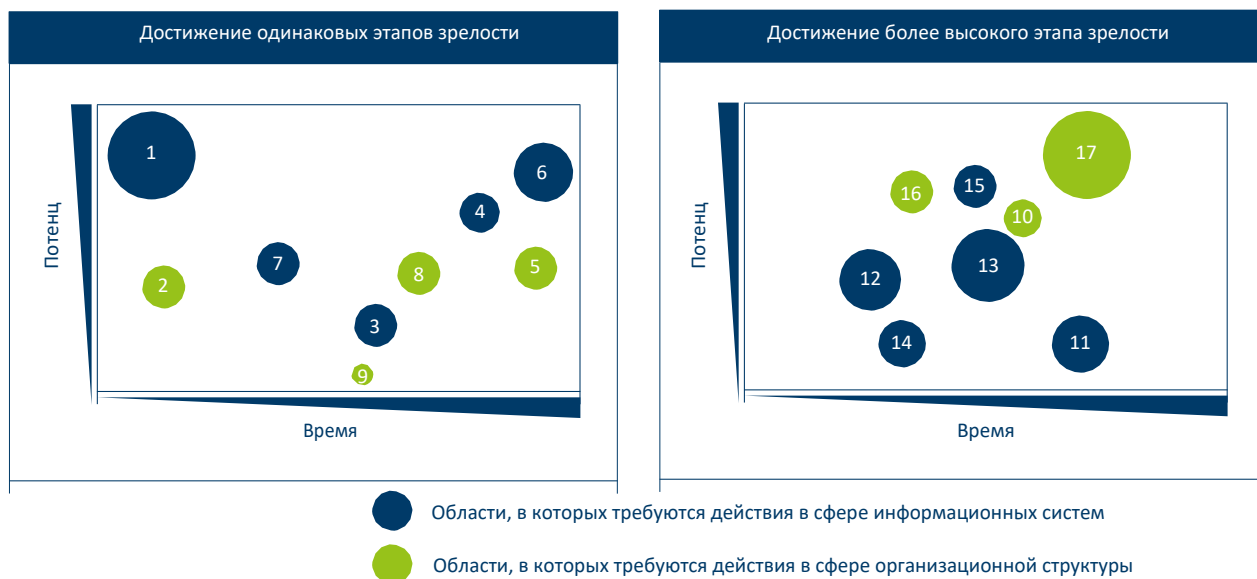 Достижение одинаковых этапов зрелости
Потенц
1
6
4
7
8
5
2
3
9
Время
Достижение более высокого этапа зрелости
Потенц
17
15
16
10
13
12
14
11
Время
Области, в которых требуются действия в сфере информационных систем
Области, в которых требуются действия в сфере организационной структуры